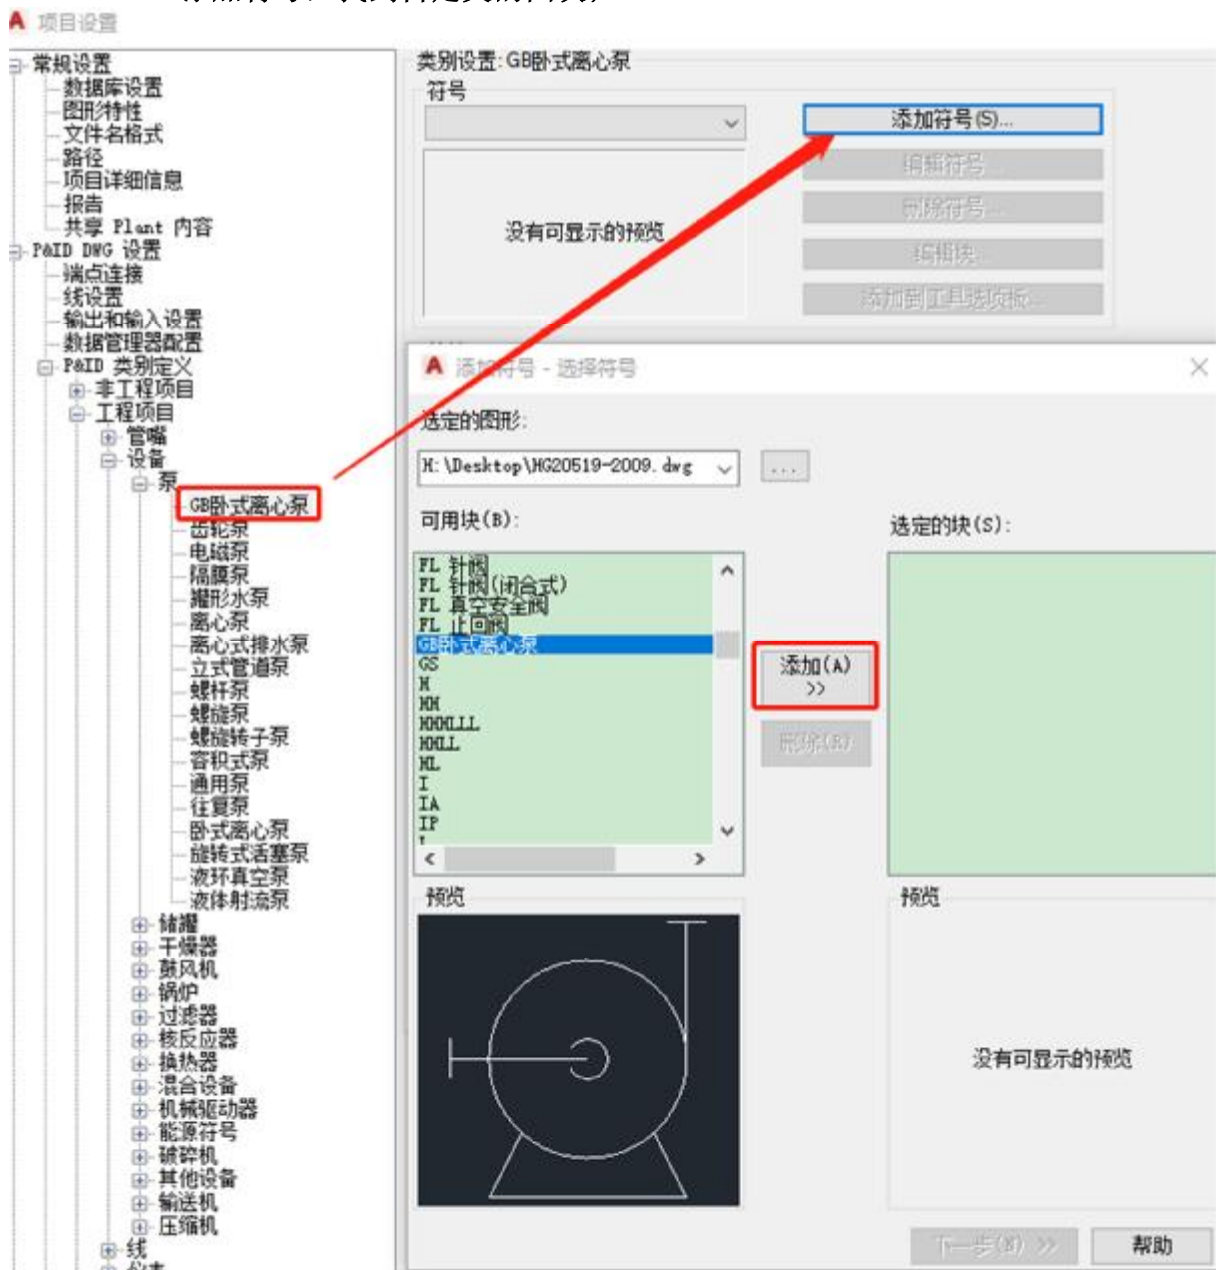 项目设置
常规设置
数据库设置
图形特性
文件名格式
路径
项目详细信息
报告
共享 Plant 内容
P&ID DWG 设置
端点连接
线设置
输出和输入设置
数据管理器配置
P&ID 类别定义
非工程项目
工程项目
管嘴
设备
泵
GB卧式离心泵
齿轮泵
电磁泵
隔膜泵
罐形水泵
离心泵
离心式排水泵
立式管道泵
螺杆泵
螺旋泵
螺旋转子泵
容积式泵
通用泵
往复泵
卧式离心泵
旋转式活塞泵
液环真空泵
液体射流泵
储罐
干燥器
鼓风机
锅炉
过滤器
核反应器
换热器
混合设备
机械驱动器
能源符号
破碎机
其他设备
输送机
压缩机
线
类别设置:GB卧式离心泵
符号
添加符号(S)...
编辑符号...
删除符号...
编辑块...
添加到工具选项板...
没有可显示的预览
添加符号 - 选择符号
选定的图形:
H:\Desktop\HG20519-2009.dwg
...
可用块(B):
选定的块(S):
FL 针阀
FL 针阀(闭合式)
FL 真空安全阀
FL 止回阀
GB卧式离心泵
GS
H
HH
HHHLLL
HHLL
HL
I
IA
IP
添加(A)
>>
删除(R)
预览
预览
没有可显示的预览
下一步(N) >>
帮助